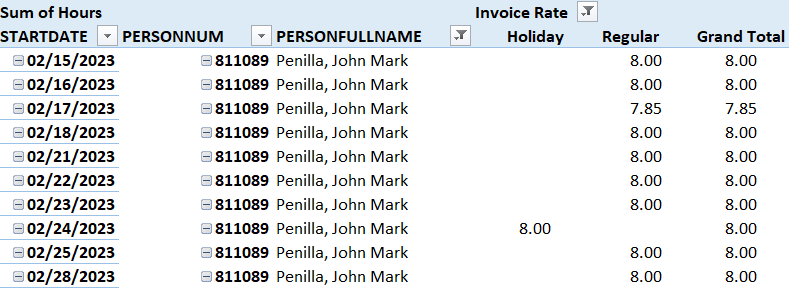 Sum of Hours Invoice Rate
STARTDATE PERSONNUM PERSONFULLNAME Holiday Regular Grand Total
02/15/2023 811089 Penilla, John Mark 8.00 8.00
02/16/2023 811089 Penilla, John Mark 8.00 8.00
02/17/2023 811089 Penilla, John Mark 7.85 7.85
02/18/2023 811089 Penilla, John Mark 8.00 8.00
02/21/2023 811089 Penilla, John Mark 8.00 8.00
02/22/2023 811089 Penilla, John Mark 8.00 8.00
02/23/2023 811089 Penilla, John Mark 8.00 8.00
02/24/2023 811089 Penilla, John Mark 8.00 8.00
02/25/2023 811089 Penilla, John Mark 8.00 8.00
02/28/2023 811089 Penilla, John Mark 8.00 8.00